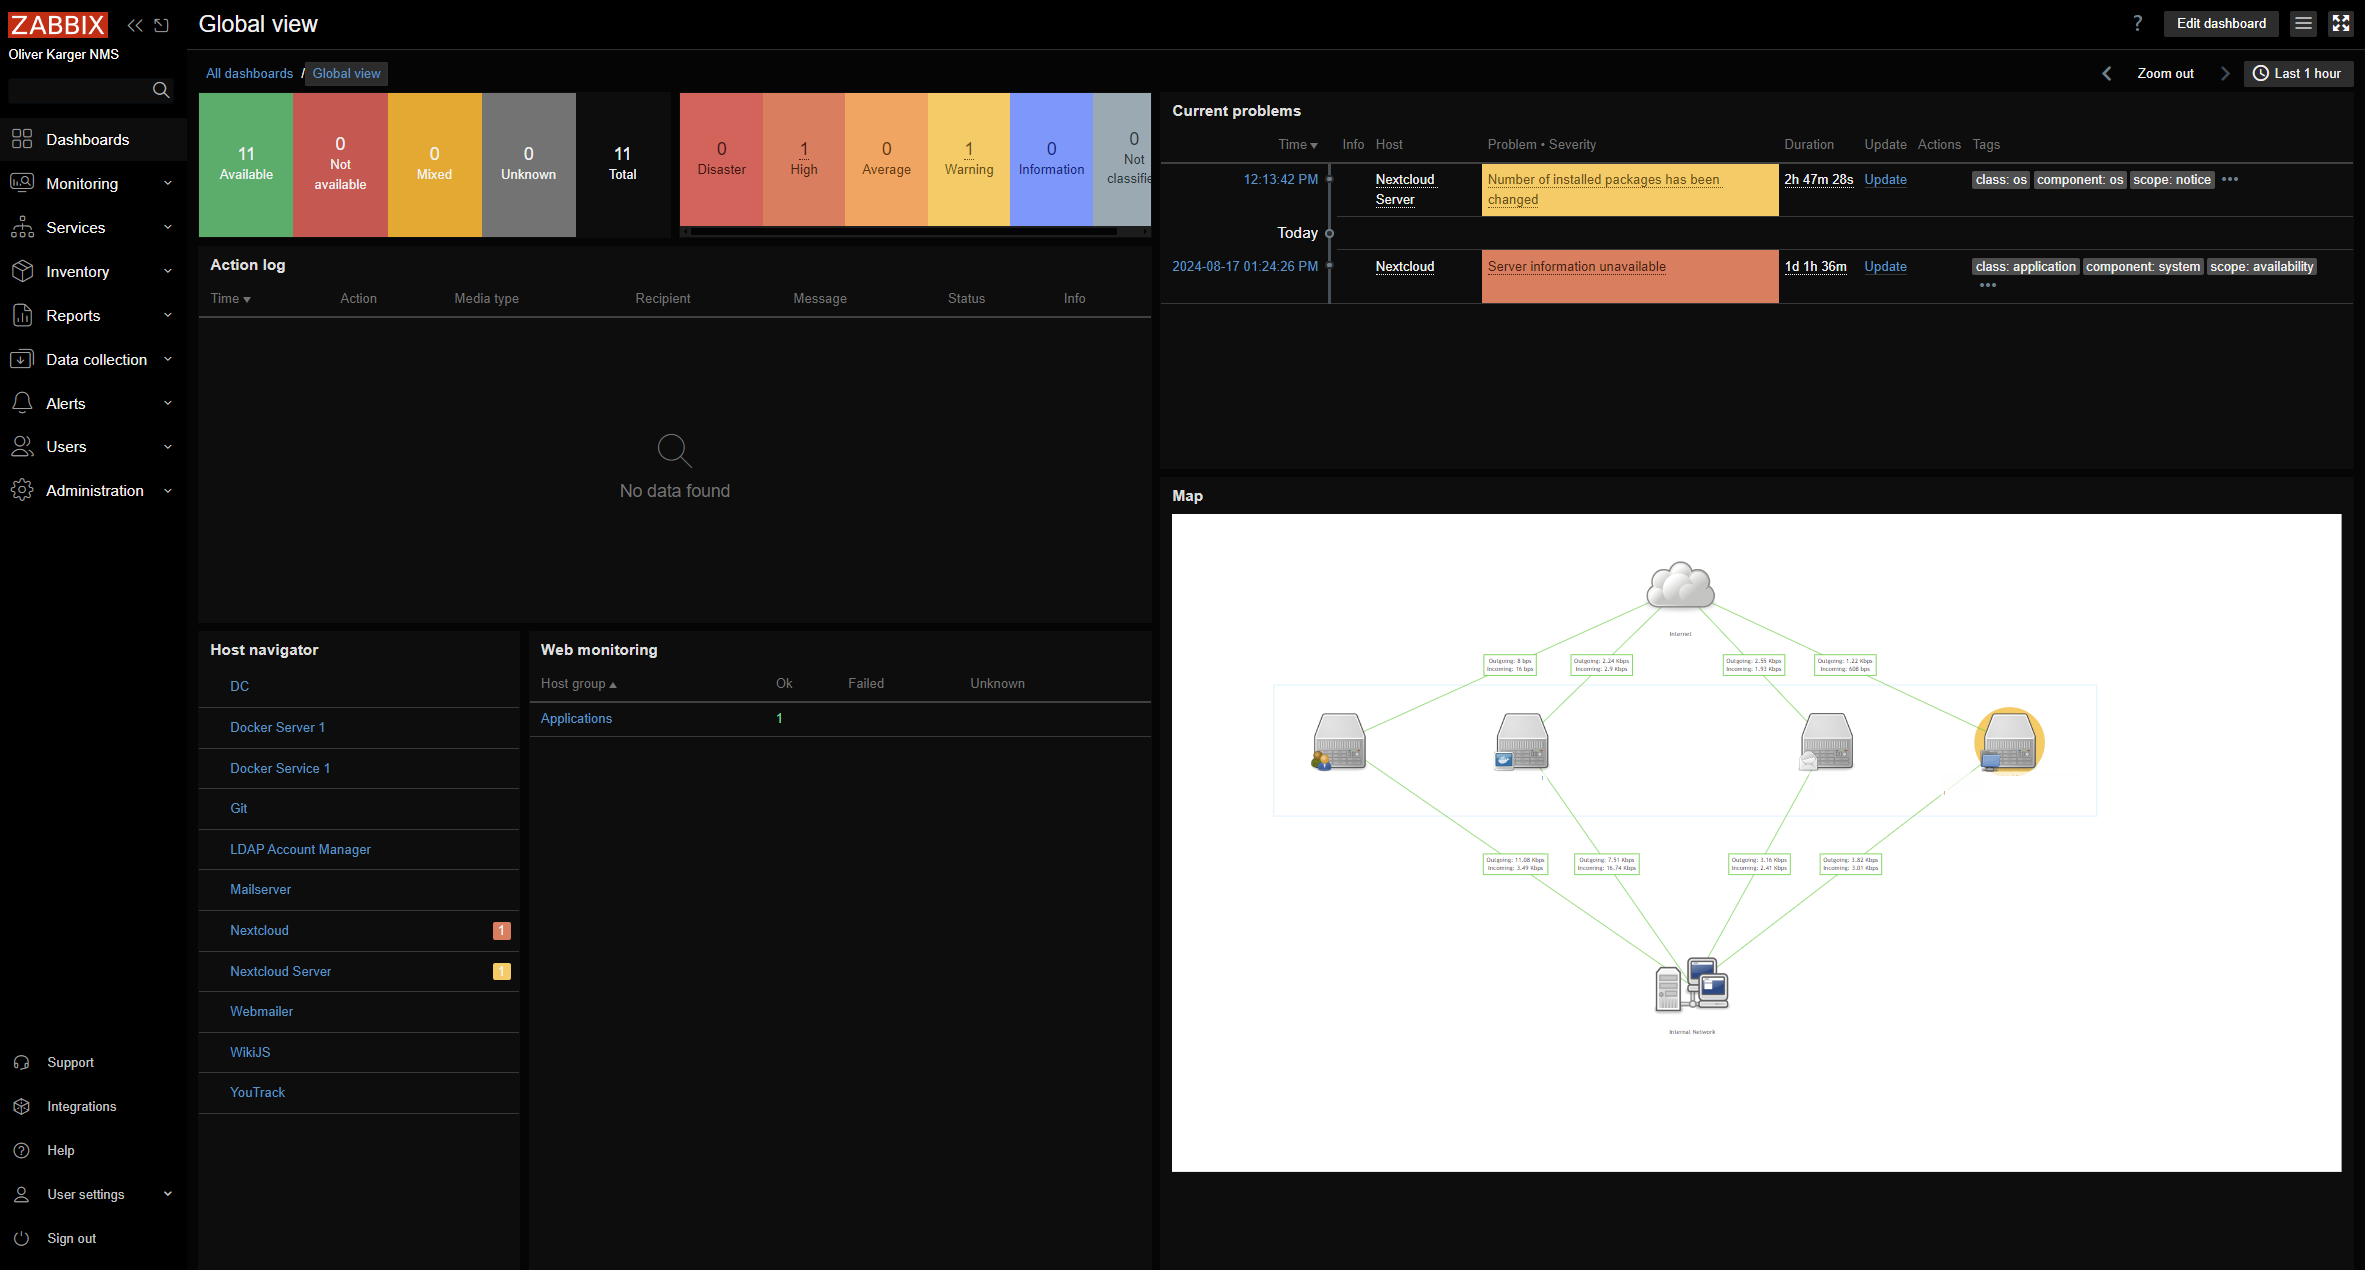 ZABBIX
Oliver Karger NMS
Dashboards
Monitoring
Services
Inventory
Reports
Data collection
Alerts
Users
Administration
Support
Integrations
Help
User settings
Sign out
Global view
? Edit dashboard
All dashboards / Global view
Zoom out
Last 1 hour
11
Available
0
Not
available
0
Mixed
0
Unknown
11
Total
0
Disaster
1
High
0
Average
1
Warning
0
Information
0
Not
classifie
Action log
Time Action Media type Recipient Message Status Info
No data found
Host navigator
DC
Docker Server 1
Docker Service 1
Git
LDAP Account Manager
Mailserver
Nextcloud 1
Nextcloud Server 1
Webmailer
WikiJS
YouTrack
Web monitoring
Host group Ok Failed Unknown
Applications 1
Current problems
Time Info Host Problem • Severity Duration Update Actions Tags
12:13:42 PM Nextcloud Server Number of installed packages has been changed 2h 47m 28s Update class: os component: os scope: notice •••
Today
2024-08-17 01:24:26 PM Nextcloud Server information unavailable 1d 1h 36m Update class: application component: system scope: availability
•••
Map
Internet
Outgoing: 8 bps
Incoming: 16 bps
Outgoing: 2.24 Kbps
Incoming: 2.9 Kbps
Outgoing: 2.55 Kbps
Incoming: 1.93 Kbps
Outgoing: 1.22 Kbps
Incoming: 608 bps
Outgoing: 11.08 Kbps
Incoming: 3.49 Kbps
Outgoing: 7.51 Kbps
Incoming: 16.74 Kbps
Outgoing: 3.16 Kbps
Incoming: 2.41 Kbps
Outgoing: 3.82 Kbps
Incoming: 3.01 Kbps
Internal Network